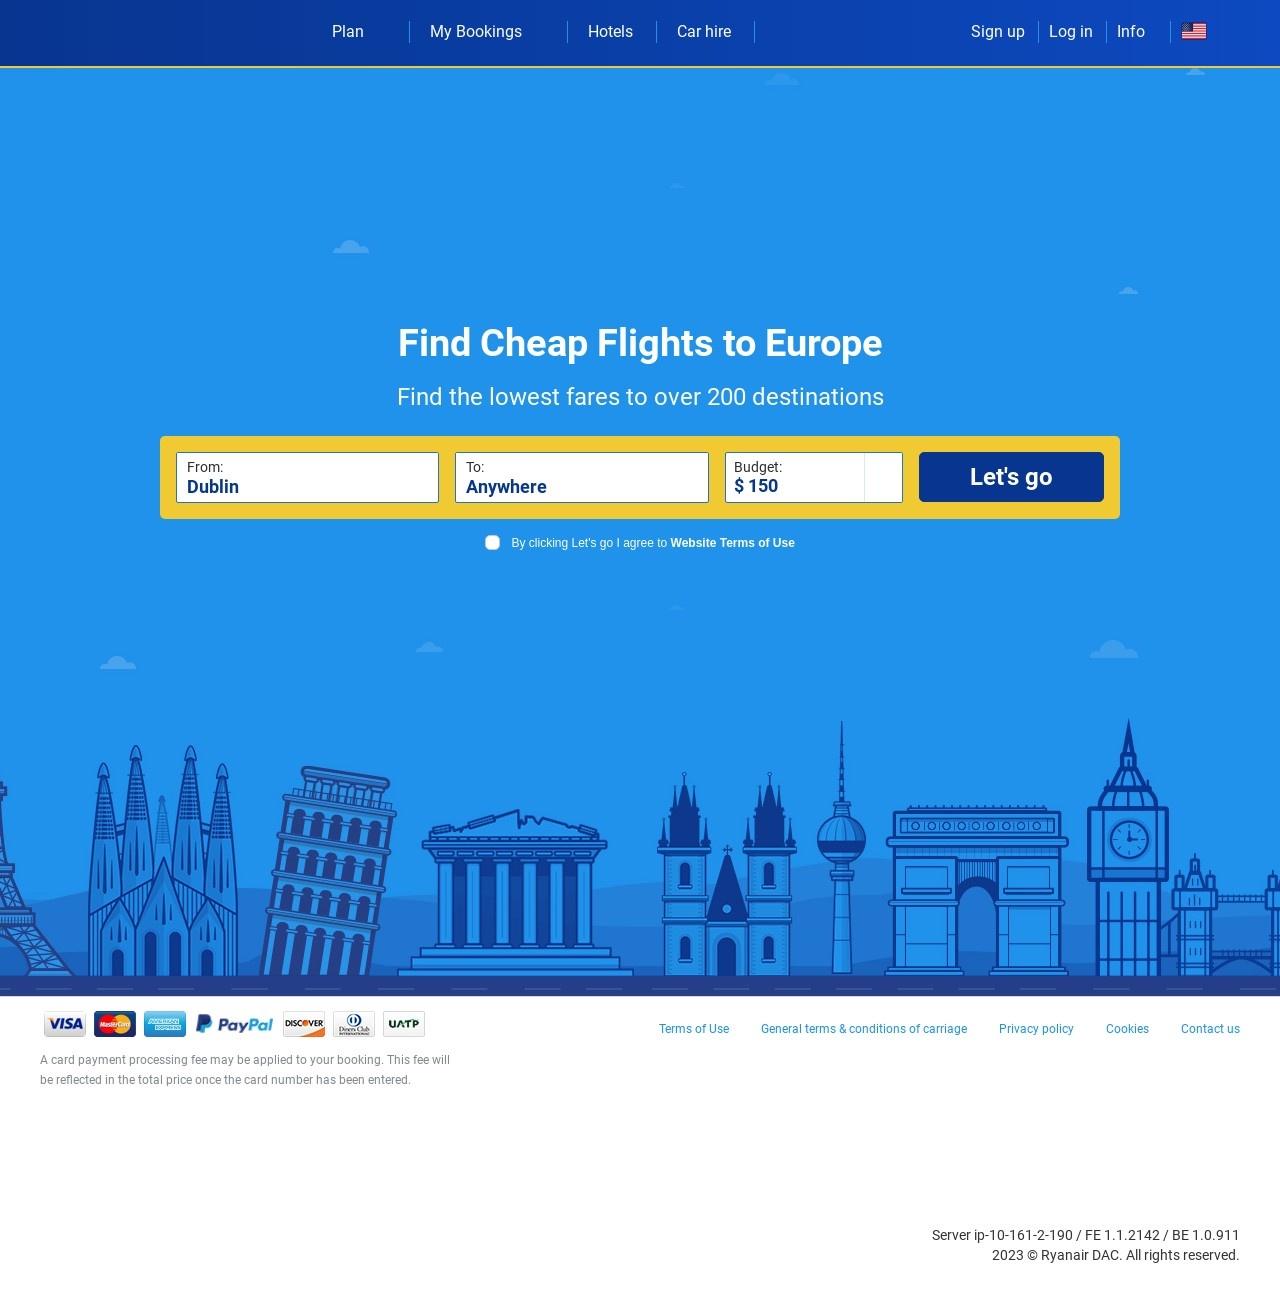 Plan
My Bookings
Hotels
Car hire
Sign up
Log in
Info
Find Cheap Flights to Europe
Find the lowest fares to over 200 destinations
From:
Dublin
To:
Anywhere
Budget:
$ 150
Let's go
By clicking Let's go I agree to Website Terms of Use
VISA
MasterCard
AMERICAN EXPRESS
PayPal
DISCOVER
Diners Club
INTERNATIONAL
UATP
Terms of Use
General terms & conditions of carriage
Privacy policy
Cookies
Contact us
A card payment processing fee may be applied to your booking. This fee will
be reflected in the total price once the card number has been entered.
Server ip-10-161-2-190 / FE 1.1.2142 / BE 1.0.911
2023 © Ryanair DAC. All rights reserved.